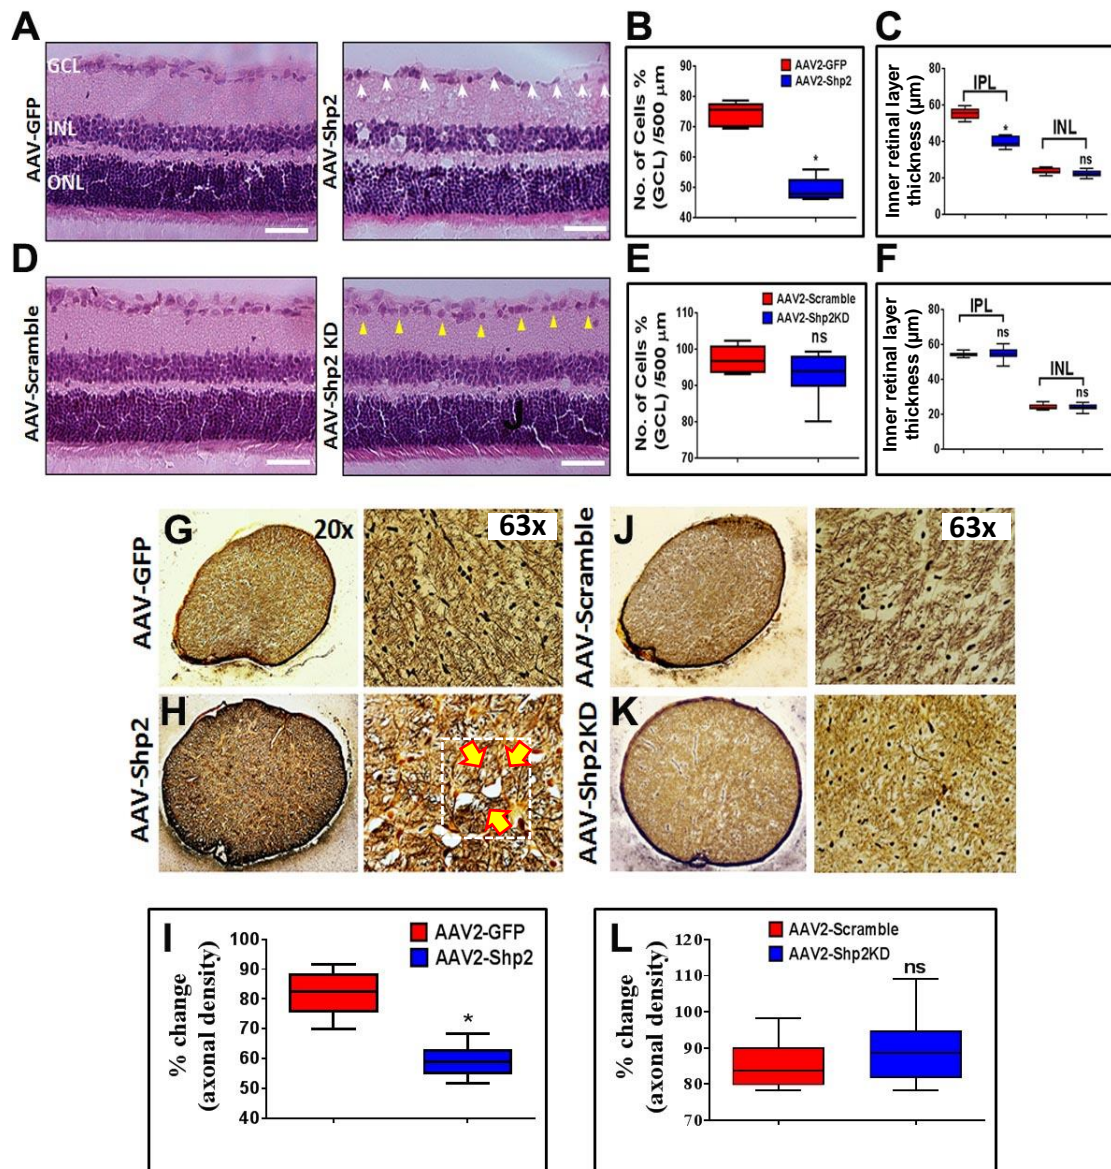 A
AAV-GFP
GCL
INL
ONL
AAV-Shp2
B
No. of Cells %
(GCL) /500 µm
AAV2-GFP
AAV2-Shp2
90
80
70
60
50
40
*
C
Inner retinal layer
thickness (µm)
80
60
40
20
0
IPL
*
INL
ns
D
AAV-Scramble
AAV-Shp2 KD
E
No. of Cells %
(GCL) /500 µm
AAV2-Scramble
AAV2-Shp2KD
110
100
90
80
70
ns
F
Inner retinal layer
thickness (µm)
80
60
40
20
0
IPL
ns
INL
ns
G
AAV-GFP
20x
63x
J
AAV-Scramble
63x
H
AAV-Shp2
K
AAV-Shp2KD
I
% change
(axonal density)
AAV2-GFP
AAV2-Shp2
100
90
80
70
60
50
40
*
L
% change
(axonal density)
AAV2-Scramble
AAV2-Shp2KD
120
110
100
90
80
70
ns